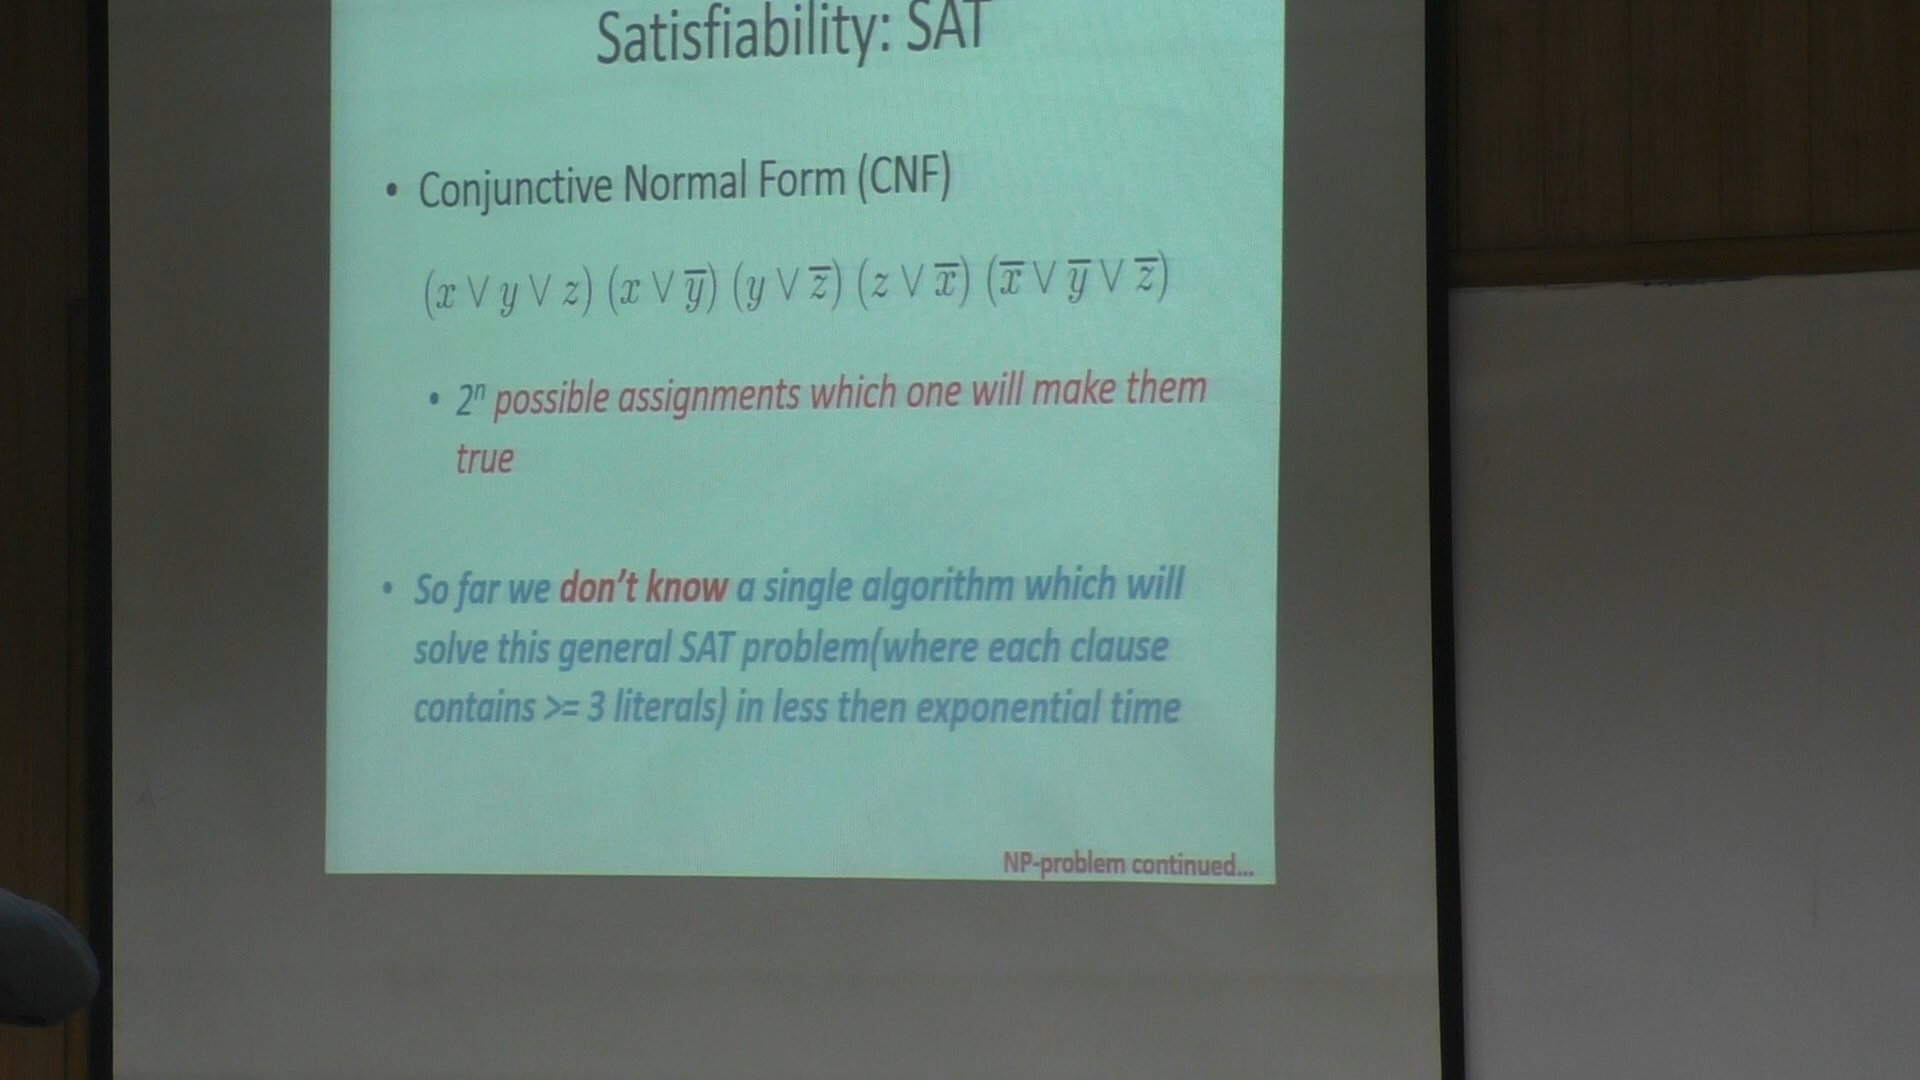 Satisfiability: SAT
• Conjunctive Normal Form (CNF)
(x ∨ y ∨ z) (x ∨ y̅) (y ∨ z̅) (z ∨ x̅) (x̅ ∨ y̅ ∨ z̅)
• 2ⁿ possible assignments which one will make them
true
• So far we don't know a single algorithm which will
solve this general SAT problem(where each clause
contains >= 3 literals) in less then exponential time
NP-problem continued...